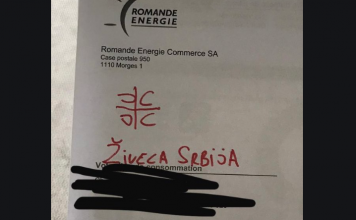 ROMANDE
ENERGIE
Romande Energie Commerce SA
Case postale 950
1110 Morges 1
ŽIVECA SRBIJA
consommation